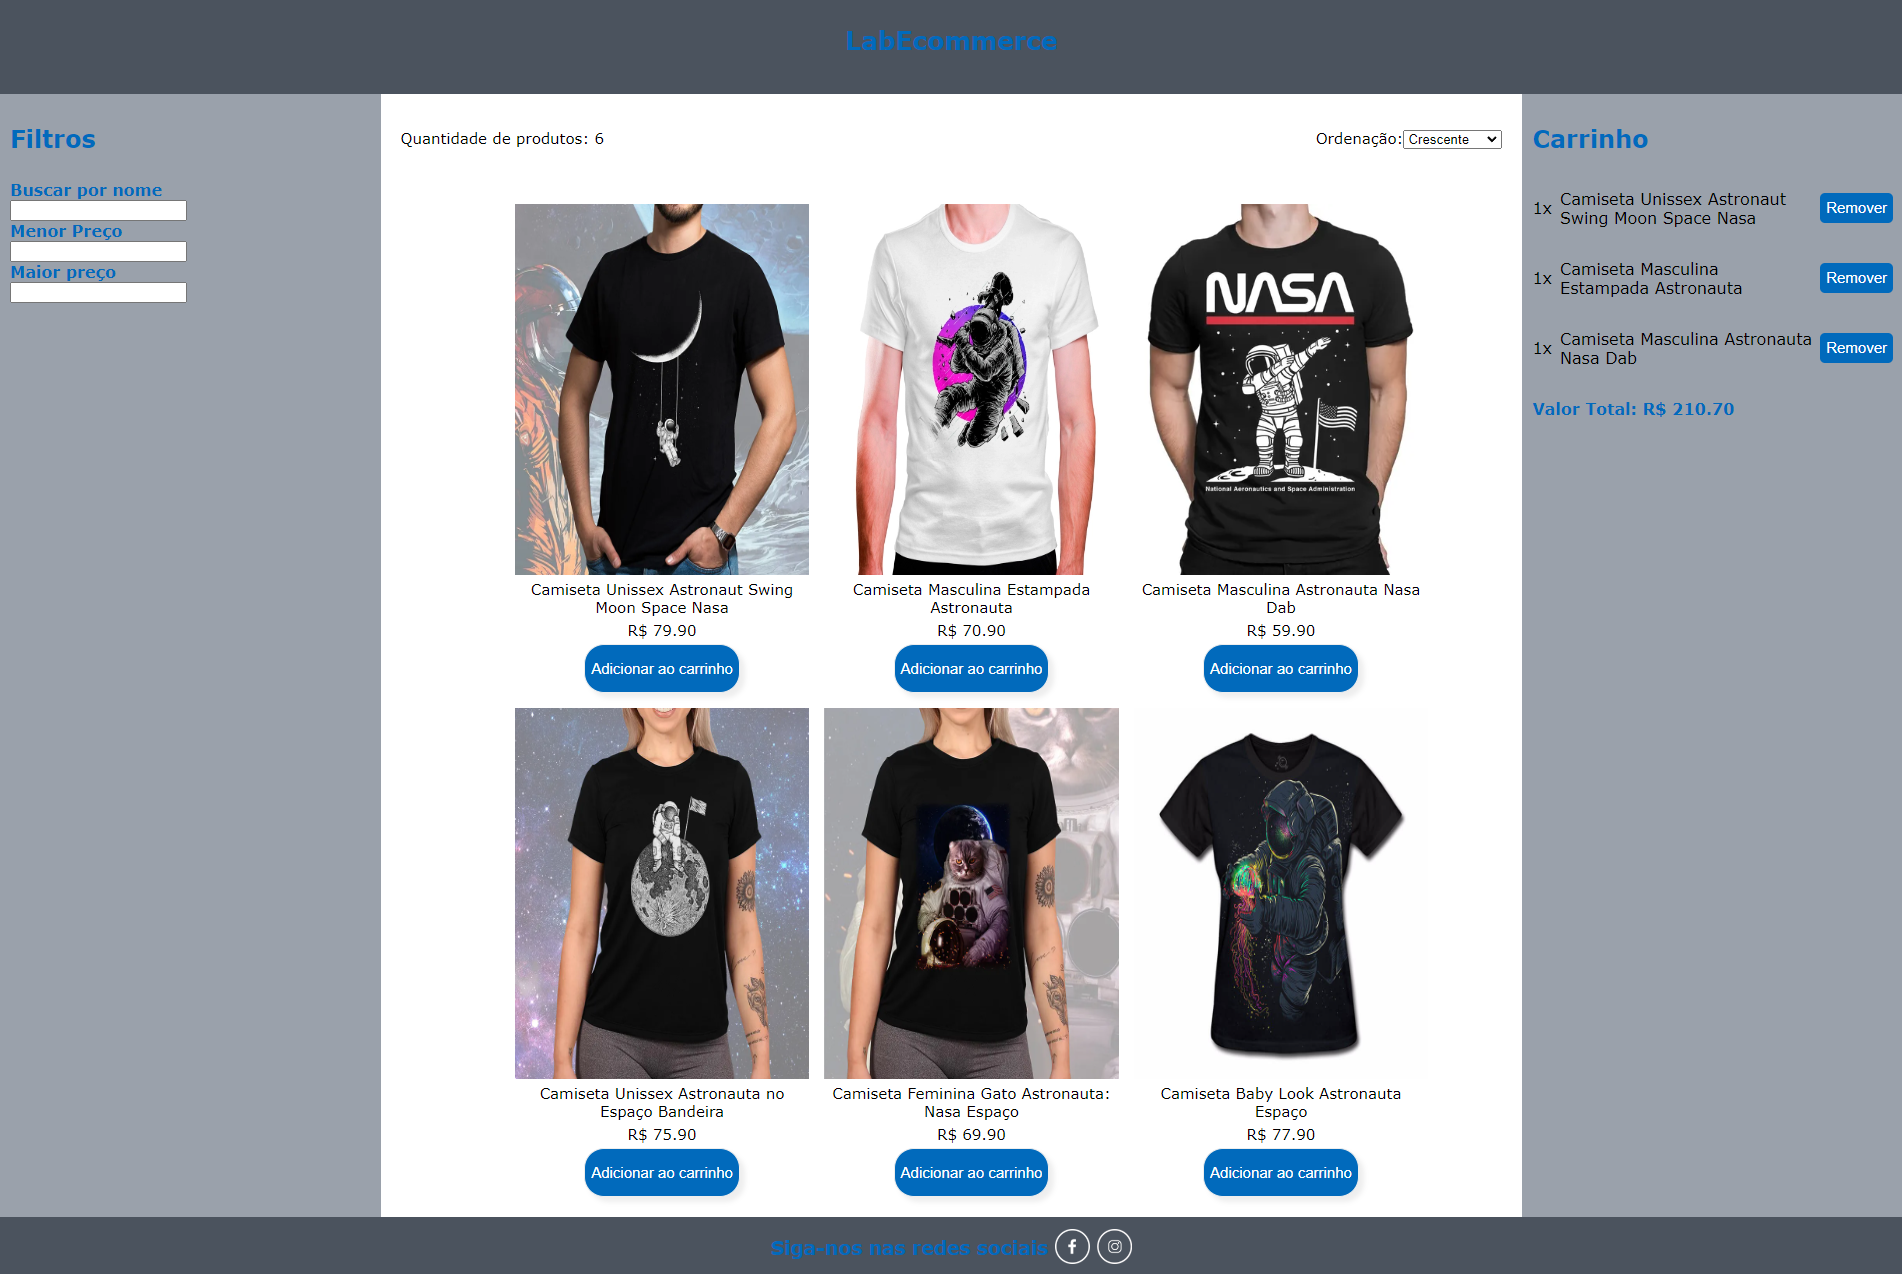 LabEcommerce
Filtros
Buscar por nome
Menor Preço
Maior preço
Quantidade de produtos: 6
Ordenação: Crescente
NASA
National Aeronautics and Space Administration
Camiseta Unissex Astronaut Swing
Moon Space Nasa
R$ 79.90
Adicionar ao carrinho
Camiseta Masculina Estampada
Astronauta
R$ 70.90
Adicionar ao carrinho
Camiseta Masculina Astronauta Nasa
Dab
R$ 59.90
Adicionar ao carrinho
Camiseta Unissex Astronauta no
Espaço Bandeira
R$ 75.90
Adicionar ao carrinho
Camiseta Feminina Gato Astronauta:
Nasa Espaço
R$ 69.90
Adicionar ao carrinho
Camiseta Baby Look Astronauta
Espaço
R$ 77.90
Adicionar ao carrinho
Carrinho
1x Camiseta Unissex Astronaut
Swing Moon Space Nasa
Remover
1x Camiseta Masculina
Estampada Astronauta
Remover
1x Camiseta Masculina Astronauta
Nasa Dab
Remover
Valor Total: R$ 210.70
Siga-nos nas redes sociais